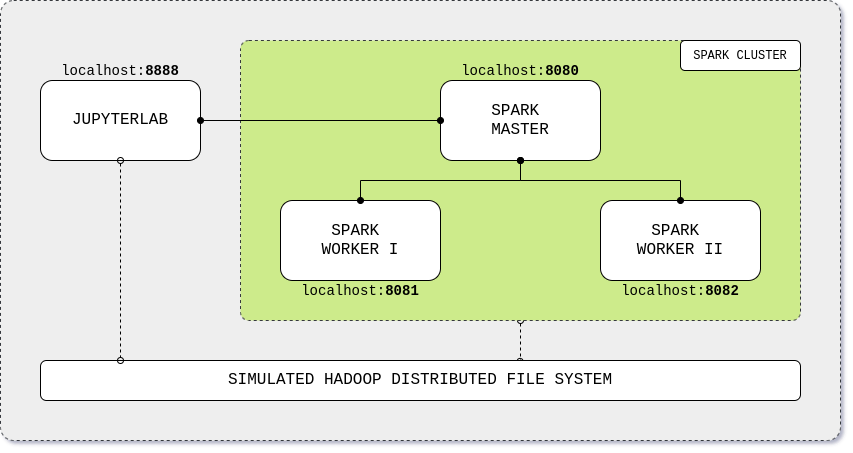 SPARK CLUSTER
localhost:8888
JUPYTERLAB
localhost:8080
SPARK
MASTER
SPARK
WORKER I
localhost:8081
SPARK
WORKER II
localhost:8082
SIMULATED HADOOP DISTRIBUTED FILE SYSTEM